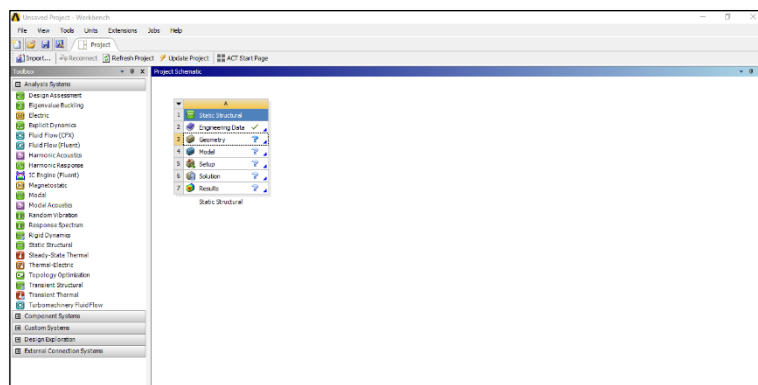 Unsaved Project - Workbench
File View Tools Units Extensions Jobs Help
Project
Import... Reconnect Refresh Project Update Project ACT Start Page
Toolbox
Project Schematic
Analysis Systems
Design Assessment
Eigenvalue Buckling
Electric
Explicit Dynamics
Fluid Flow (CFX)
Fluid Flow (Fluent)
Harmonic Acoustics
Harmonic Response
IC Engine (Fluent)
Magnetostatic
Modal
Modal Acoustics
Random Vibration
Response Spectrum
Rigid Dynamics
Static Structural
Steady-State Thermal
Thermal-Electric
Topology Optimization
Transient Structural
Transient Thermal
Turbomachinery Fluid Flow
Component Systems
Custom Systems
Design Exploration
External Connection Systems
A
1 Static Structural
2 Engineering Data
3 Geometry
4 Model
5 Setup
6 Solution
7 Results
Static Structural